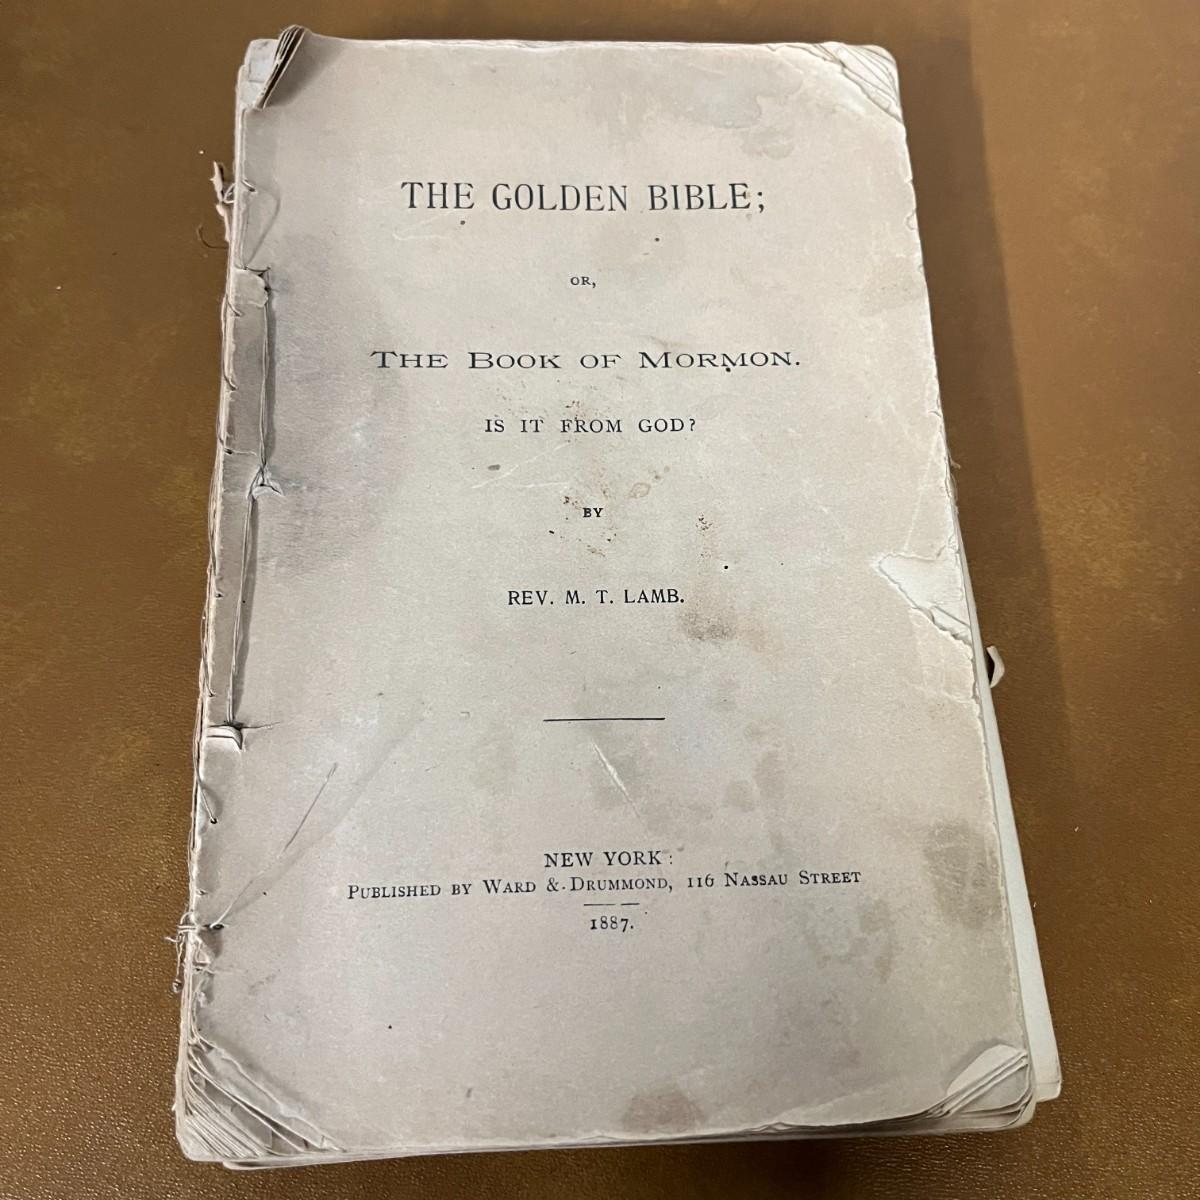 THE GOLDEN BIBLE;
OR,
THE BOOK OF MORMON.
IS IT FROM GOD?
BY
REV. M. T. LAMB.
NEW YORK:
PUBLISHED BY WARD & DRUMMOND, 116 NASSAU STREET
1887.